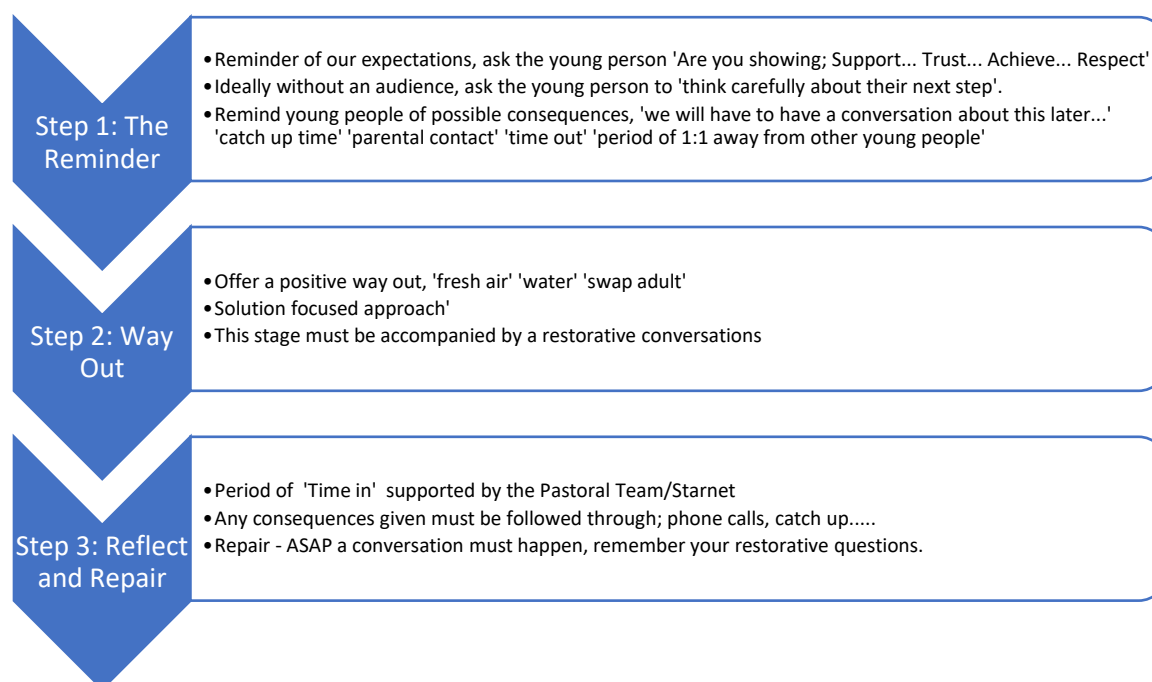 Step 1: The
Reminder
•Reminder of our expectations, ask the young person 'Are you showing; Support... Trust... Achieve... Respect'
•Ideally without an audience, ask the young person to 'think carefully about their next step'.
•Remind young people of possible consequences, 'we will have to have a conversation about this later...'
'catch up time' 'parental contact' 'time out' 'period of 1:1 away from other young people'
Step 2: Way
Out
•Offer a positive way out, 'fresh air' 'water' 'swap adult'
•Solution focused approach'
•This stage must be accompanied by a restorative conversations
Step 3: Reflect
and Repair
•Period of 'Time in' supported by the Pastoral Team/Starnet
•Any consequences given must be followed through; phone calls, catch up.....
•Repair - ASAP a conversation must happen, remember your restorative questions.